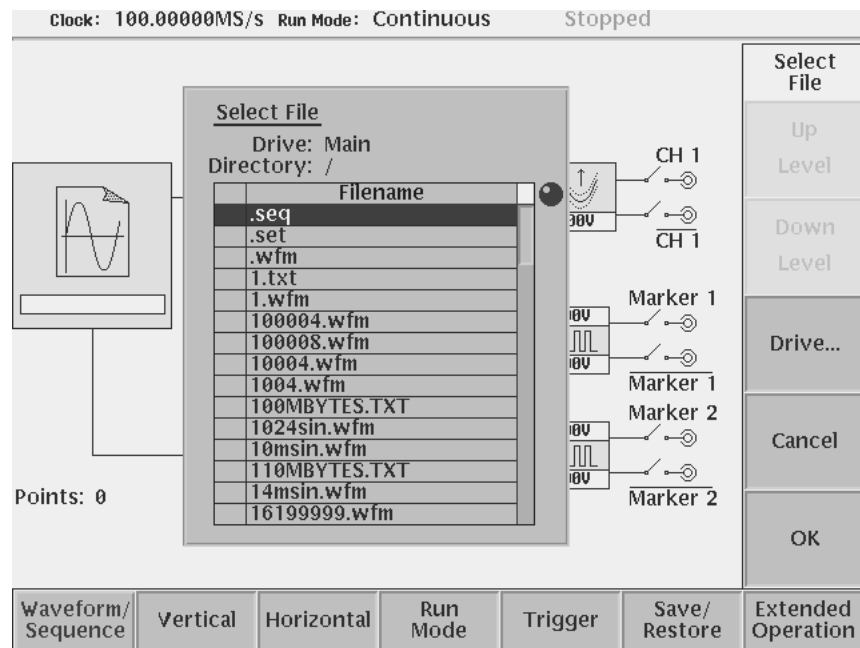 Clock: 100.00000MS/s Run Mode: Continuous Stopped
Select File
Drive: Main
Directory: /
Filename
.seq
.set
.wfm
1.txt
1.wfm
100004.wfm
100008.wfm
10004.wfm
1004.wfm
100MBYTES.TXT
1024sin.wfm
10msin.wfm
110MBYTES.TXT
14msin.wfm
16199999.wfm
Points: 0
CH 1
CH 1
Marker 1
Marker 1
Marker 2
Marker 2
Select
File
Up
Level
Down
Level
Drive...
Cancel
OK
Waveform/
Sequence
Vertical
Horizontal
Run
Mode
Trigger
Save/
Restore
Extended
Operation